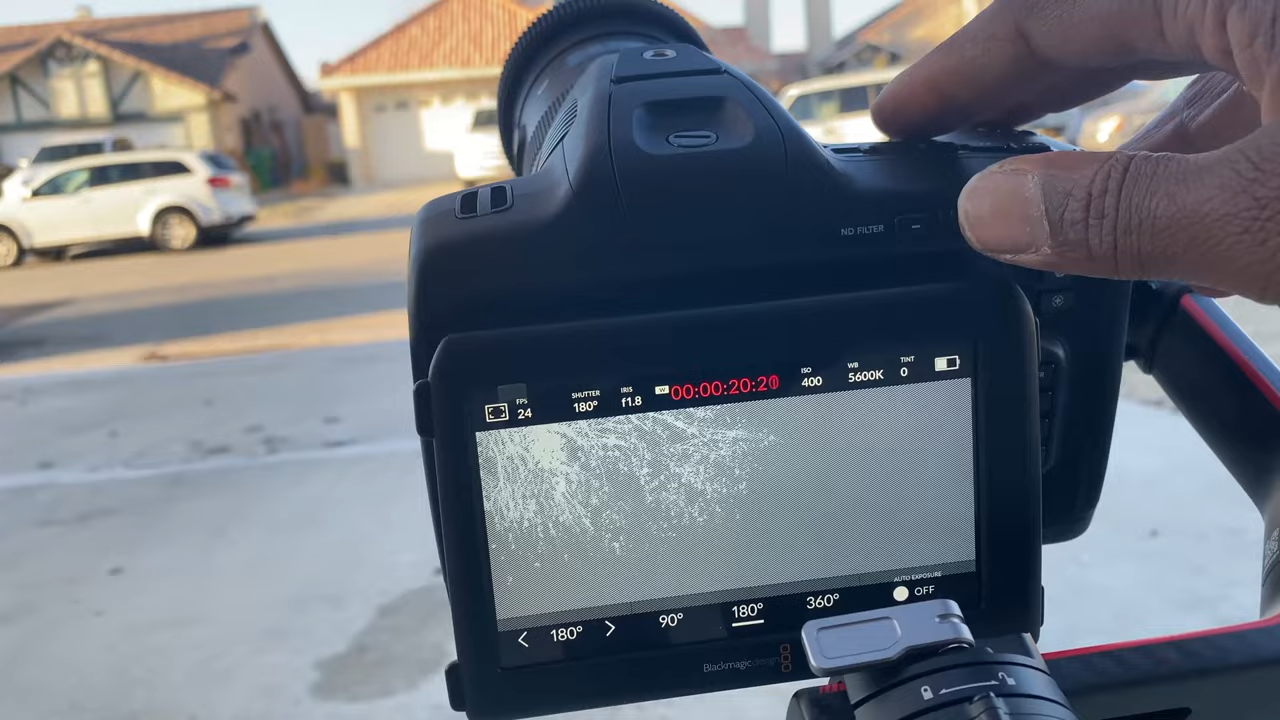 ND FILTER
FPS
24
SHUTTER
180°
IRIS
f1.8
W
00:00:20:20
ISO
400
WB
5600K
TINT
0
AUTO EXPOSURE
OFF
< 180° >
90°
180°
360°
Blackmagicdesign